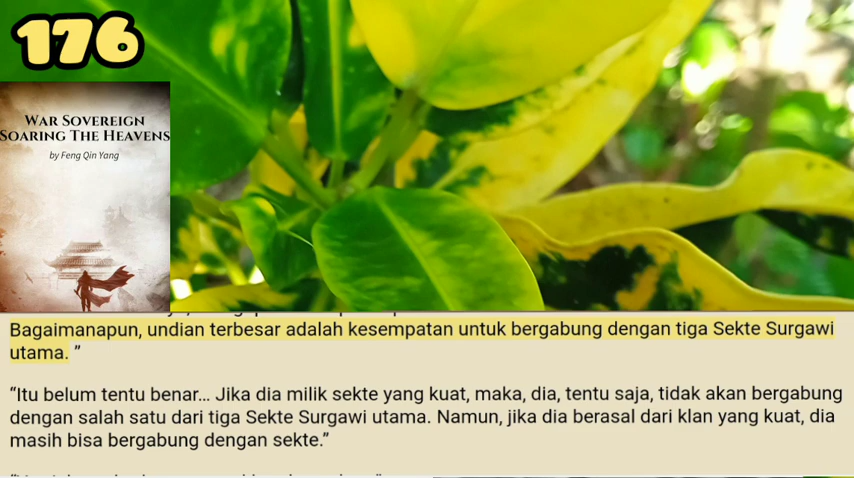 176
WAR SOVEREIGN
SOARING THE HEAVENS
by Feng Qin Yang
Bagaimanapun, undian terbesar adalah kesempatan untuk bergabung dengan tiga Sekte Surgawi
utama. ”
“Itu belum tentu benar... Jika dia milik sekte yang kuat, maka, dia, tentu saja, tidak akan bergabung
dengan salah satu dari tiga Sekte Surgawi utama. Namun, jika dia berasal dari klan yang kuat, dia
masih bisa bergabung dengan sekte.”